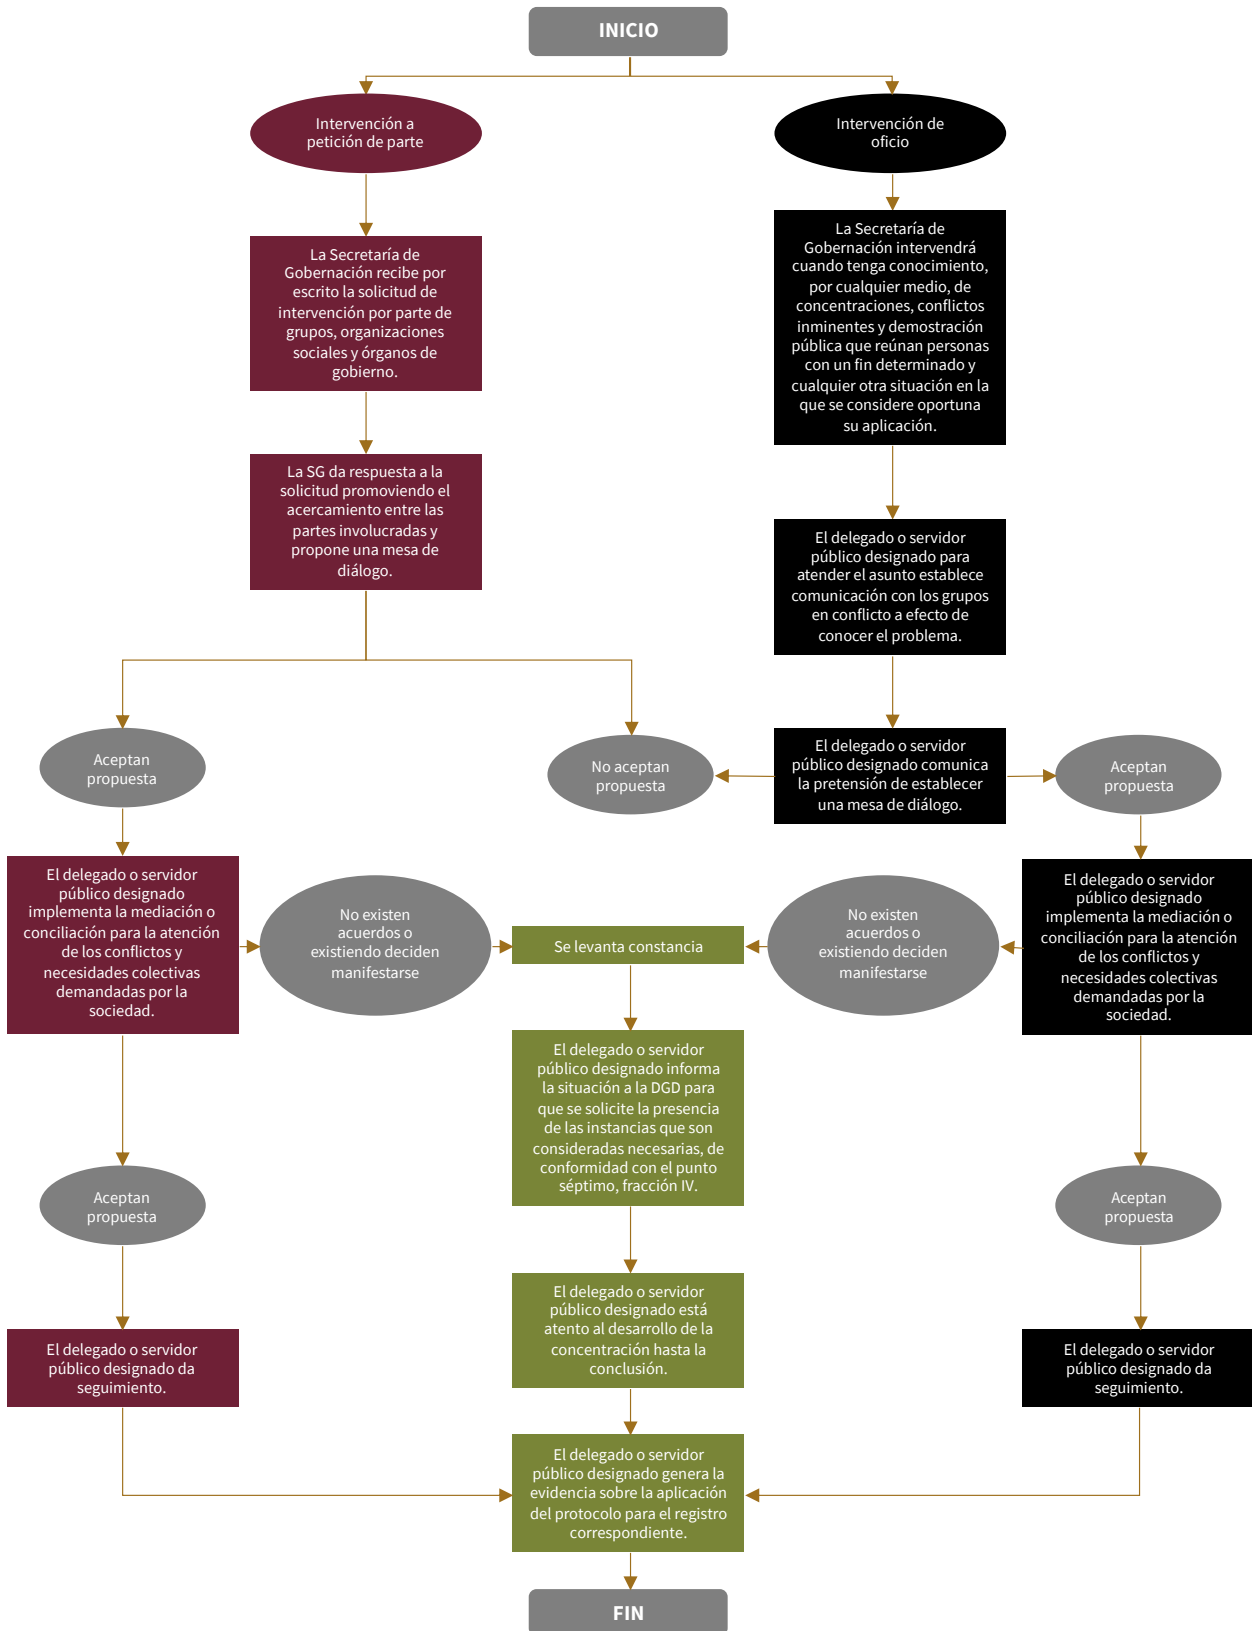 INICIO
Intervención a
petición de parte
Intervención de
oficio
La Secretaría de
Gobernación recibe por
escrito la solicitud de
intervención por parte de
grupos, organizaciones
sociales y órganos de
gobierno.
La Secretaría de
Gobernación intervendrá
cuando tenga conocimiento,
por cualquier medio, de
concentraciones, conflictos
inminentes y demostración
pública que reúnan personas
con un fin determinado y
cualquier otra situación en la
que se considere oportuna
su aplicación.
La SG da respuesta a la
solicitud promoviendo el
acercamiento entre las
partes involucradas y
propone una mesa de
diálogo.
El delegado o servidor
público designado para
atender el asunto establece
comunicación con los grupos
en conflicto a efecto de
conocer el problema.
Aceptan
propuesta
No aceptan
propuesta
El delegado o servidor
público designado comunica
la pretensión de establecer
una mesa de diálogo.
Aceptan
propuesta
El delegado o servidor
público designado
implementa la mediación o
conciliación para la atención
de los conflictos y
necesidades colectivas
demandadas por la
sociedad.
No existen
acuerdos o
existiendo deciden
manifestarse
Se levanta constancia
No existen
acuerdos o
existiendo deciden
manifestarse
El delegado o servidor
público designado
implementa la mediación o
conciliación para la atención
de los conflictos y
necesidades colectivas
demandadas por la
sociedad.
El delegado o servidor
público designado informa
la situación a la DGD para
que se solicite la presencia
de las instancias que son
consideradas necesarias, de
conformidad con el punto
séptimo, fracción IV.
Aceptan
propuesta
Aceptan
propuesta
El delegado o servidor
público designado está
atento al desarrollo de la
concentración hasta la
conclusión.
El delegado o servidor
público designado da
seguimiento.
El delegado o servidor
público designado da
seguimiento.
El delegado o servidor
público designado genera la
evidencia sobre la aplicación
del protocolo para el registro
correspondiente.
FIN